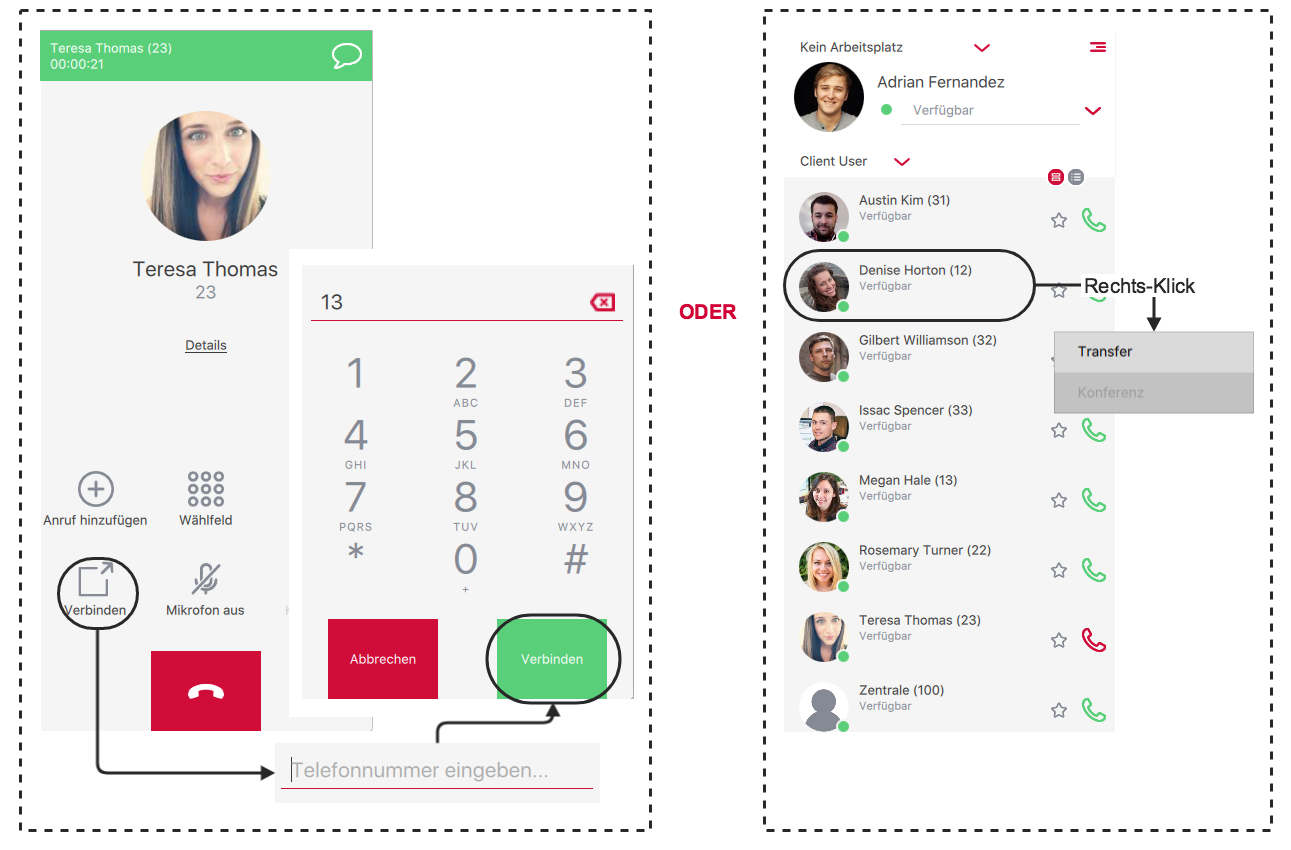 Teresa Thomas (23)
00:00:21
Teresa Thomas
23
Details
Anruf hinzufügen
Wählfeld
Verbinden
Mikrofon aus
13
1
2
3
ABC
DEF
4
5
6
GHI
JKL
MNO
7
8
9
PQRS
TUV
WXYZ
*
0
#
+
Abbrechen
Verbinden
Telefonnummer eingeben...
ODER
Kein Arbeitsplatz
Adrian Fernandez
Verfügbar
Client User
Austin Kim (31)
Verfügbar
Denise Horton (12)
Verfügbar
Rechts-Klick
Gilbert Williamson (32)
Verfügbar
Transfer
Konferenz
Issac Spencer (33)
Verfügbar
Megan Hale (13)
Verfügbar
Rosemary Turner (22)
Verfügbar
Teresa Thomas (23)
Verfügbar
Zentrale (100)
Verfügbar